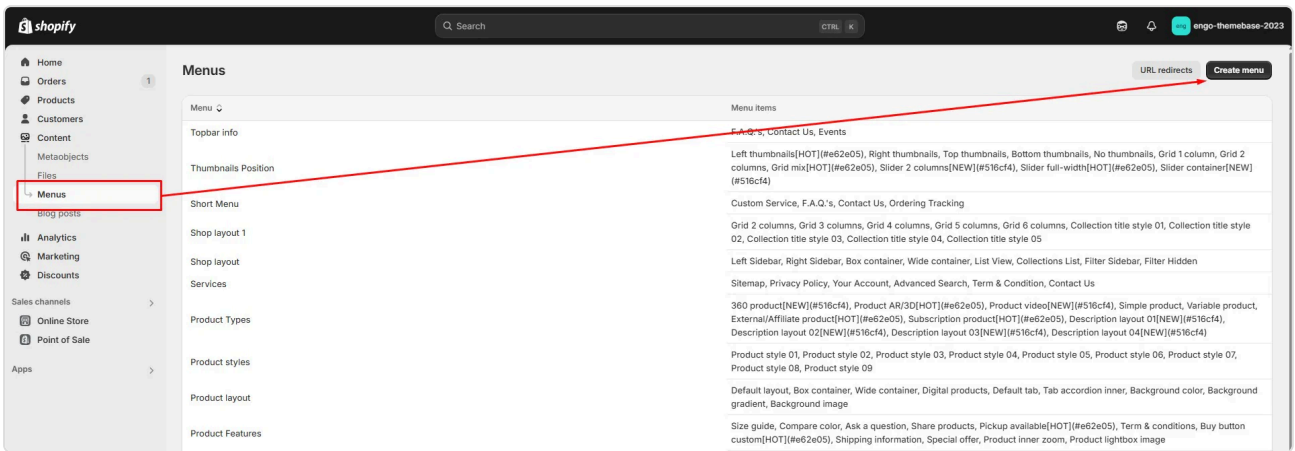 shopify
Search
CTRL K
eng
engo-themebase-2023
Home
Orders
1
Products
Customers
Content
Metaobjects
Files
Menus
Blog posts
Analytics
Marketing
Discounts
Sales channels
Online Store
Point of Sale
Apps
Menus
URL redirects
Create menu
Menu
Menu items
Topbar info
F.A.Q.'s, Contact Us, Events
Thumbnails Position
Left thumbnails[HOT](#e62e05), Right thumbnails, Top thumbnails, Bottom thumbnails, No thumbnails, Grid 1 column, Grid 2
columns, Grid mix[HOT](#e62e05), Slider 2 columns[NEW](#516cf4), Slider full-width[HOT](#e62e05), Slider container[NEW]
(#516cf4)
Short Menu
Custom Service, F.A.Q.'s, Contact Us, Ordering Tracking
Shop layout 1
Grid 2 columns, Grid 3 columns, Grid 4 columns, Grid 5 columns, Grid 6 columns, Collection title style 01, Collection title style
02, Collection title style 03, Collection title style 04, Collection title style 05
Shop layout
Left Sidebar, Right Sidebar, Box container, Wide container, List View, Collections List, Filter Sidebar, Filter Hidden
Services
Sitemap, Privacy Policy, Your Account, Advanced Search, Term & Condition, Contact Us
Product Types
360 product[NEW](#516cf4), Product AR/3D[HOT](#e62e05), Product video[NEW](#516cf4), Simple product, Variable product,
External/Affiliate product[HOT](#e62e05), Subscription product[HOT](#e62e05), Description layout 01[NEW](#516cf4),
Description layout 02[NEW](#516cf4), Description layout 03[NEW](#516cf4), Description layout 04[NEW](#516cf4)
Product styles
Product style 01, Product style 02, Product style 03, Product style 04, Product style 05, Product style 06, Product style 07,
Product style 08, Product style 09
Product layout
Default layout, Box container, Wide container, Digital products, Default tab, Tab accordion inner, Background color, Background
gradient, Background image
Product Features
Size guide, Compare color, Ask a question, Share products, Pickup available[HOT](#e62e05), Term & conditions, Buy button
custom[HOT](#e62e05), Shipping information, Special offer, Product inner zoom, Product lightbox image